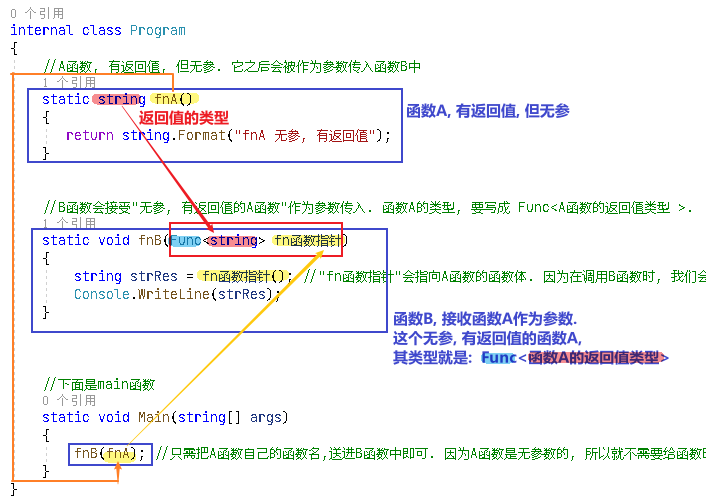 0 个引用
internal class Program
{
//A函数, 有返回值, 但无参. 它之后会被作为参数传入函数B中
1 个引用
static string fnA()
{
返回值的类型
return string.Format("fnA 无参, 有返回值");
}
函数A, 有返回值, 但无参
//B函数会接受"无参, 有返回值的A函数"作为参数传入. 函数A的类型, 要写成 Func<A函数的返回值类型 >.
1 个引用
static void fnB(Func<string> fn函数指针)
{
string strRes = fn函数指针(); //"fn函数指针"会指向A函数的函数体. 因为在调用B函数时, 我们会
Console.WriteLine(strRes);
}
函数B, 接收函数A作为参数.
这个无参, 有返回值的函数A,
其类型就是: Func<函数A的返回值类型>
//下面是main函数
0 个引用
static void Main(string[] args)
{
fnB(fnA); //只需把A函数自己的函数名,送进B函数中即可. 因为A函数是无参数的, 所以就不需要给函数
}
}